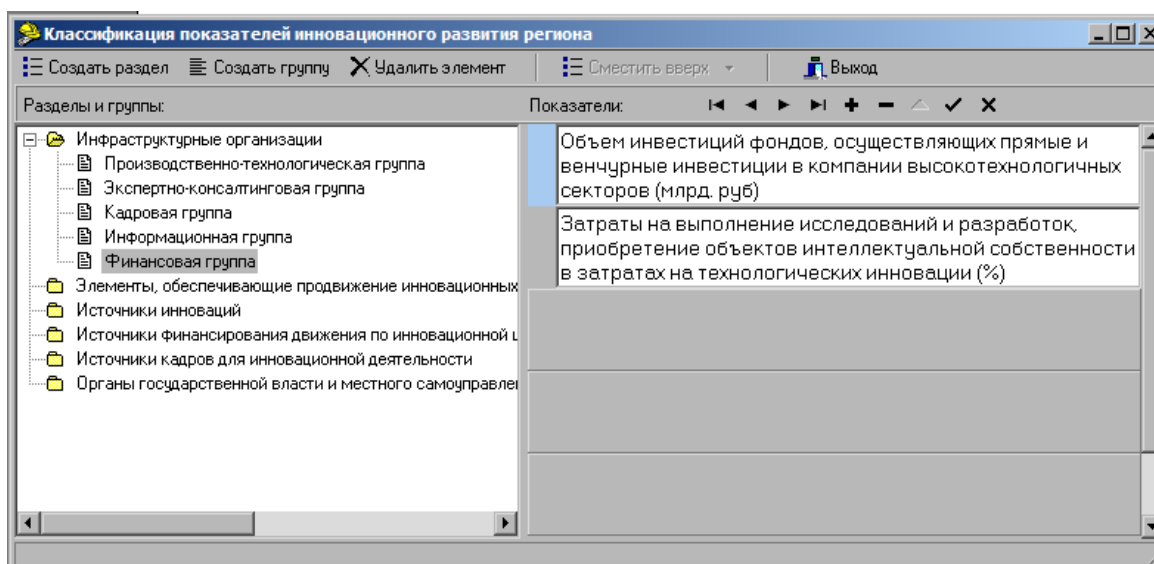 Классификация показателей инновационного развития региона
Создать раздел Создать группу Удалить элемент Сместить вверх Выход
Разделы и группы:
Инфраструктурные организации
Производственно-технологическая группа
Экспертно-консалтинговая группа
Кадровая группа
Информационная группа
Финансовая группа
Элементы, обеспечивающие продвижение инновационных
Источники инноваций
Источники финансирования движения по инновационной
Источники кадров для инновационной деятельности
Органы государственной власти и местного
Показатели:
Объем инвестиций фондов, осуществляющих прямые и
венчурные инвестиции в компании высокотехнологичных
секторов (млрд. руб)
Затраты на выполнение исследований и разработок,
приобретение объектов интеллектуальной собственности
в затратах на технологических инновации (%)